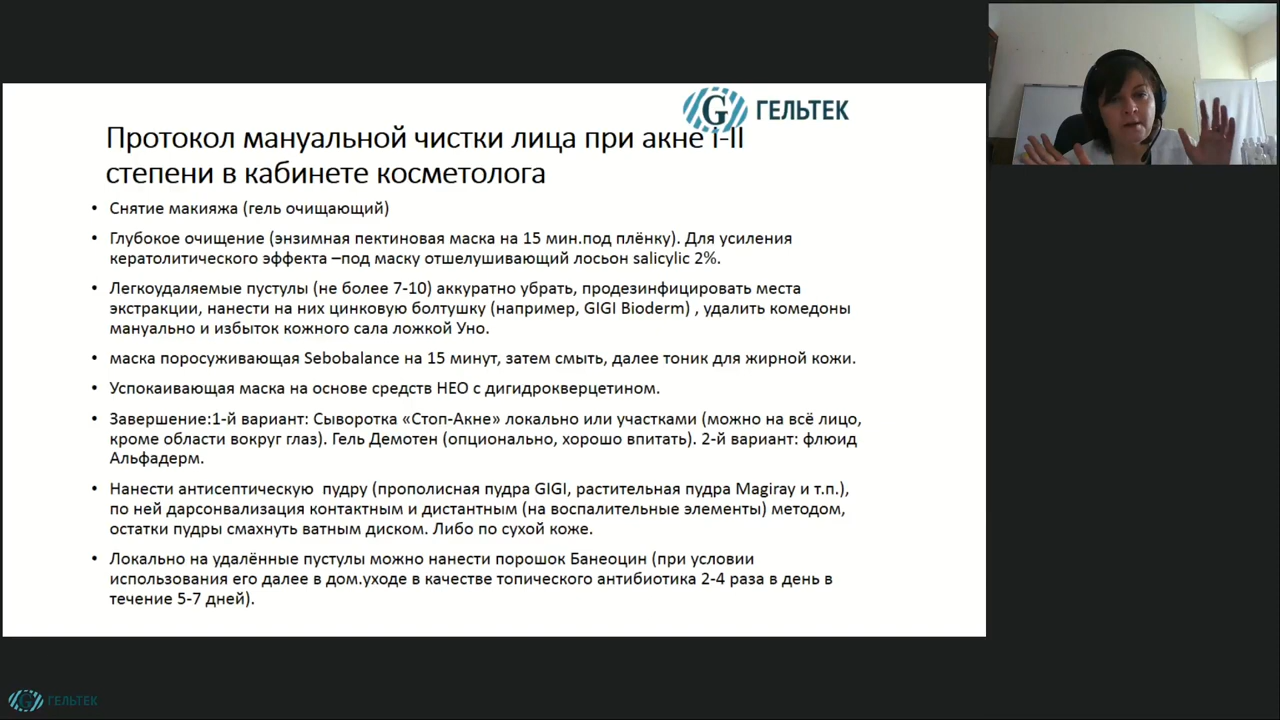 ГЕЛЬТЕК
Протокол мануальной чистки лица при акне I-II
степени в кабинете косметолога
• Снятие макияжа (гель очищающий)
• Глубокое очищение (энзимная пектиновая маска на 15 мин.под плёнку). Для усиления
кератолитического эффекта –под маску отшелушивающий лосьон salicylic 2%.
• Легкоудаляемые пустулы (не более 7-10) аккуратно убрать, продезинфицировать места
экстракции, нанести на них цинковую болтушку (например, GIGI Bioderm) , удалить комедоны
мануально и избыток кожного сала ложкой Уно.
• маска поросуживающая Sebobalance на 15 минут, затем смыть, далее тоник для жирной кожи.
• Успокаивающая маска на основе средств НЕО с дигидрокверцетином.
• Завершение:1-й вариант: Сыворотка «Стоп-Акне» локально или участками (можно на всё лицо,
кроме области вокруг глаз). Гель Демотен (опционально, хорошо впитать). 2-й вариант: флюид
Альфадерм.
• Нанести антисептическую пудру (прополисная пудра GIGI, растительная пудра Magiray и т.п.),
по ней дарсонвализация контактным и дистантным (на воспалительные элементы) методом,
остатки пудры смахнуть ватным диском. Либо по сухой коже.
• Локально на удалённые пустулы можно нанести порошок Банеоцин (при условии
использования его далее в дом.уходе в качестве топического антибиотика 2-4 раза в день в
течение 5-7 дней).
ГЕЛЬТЕК